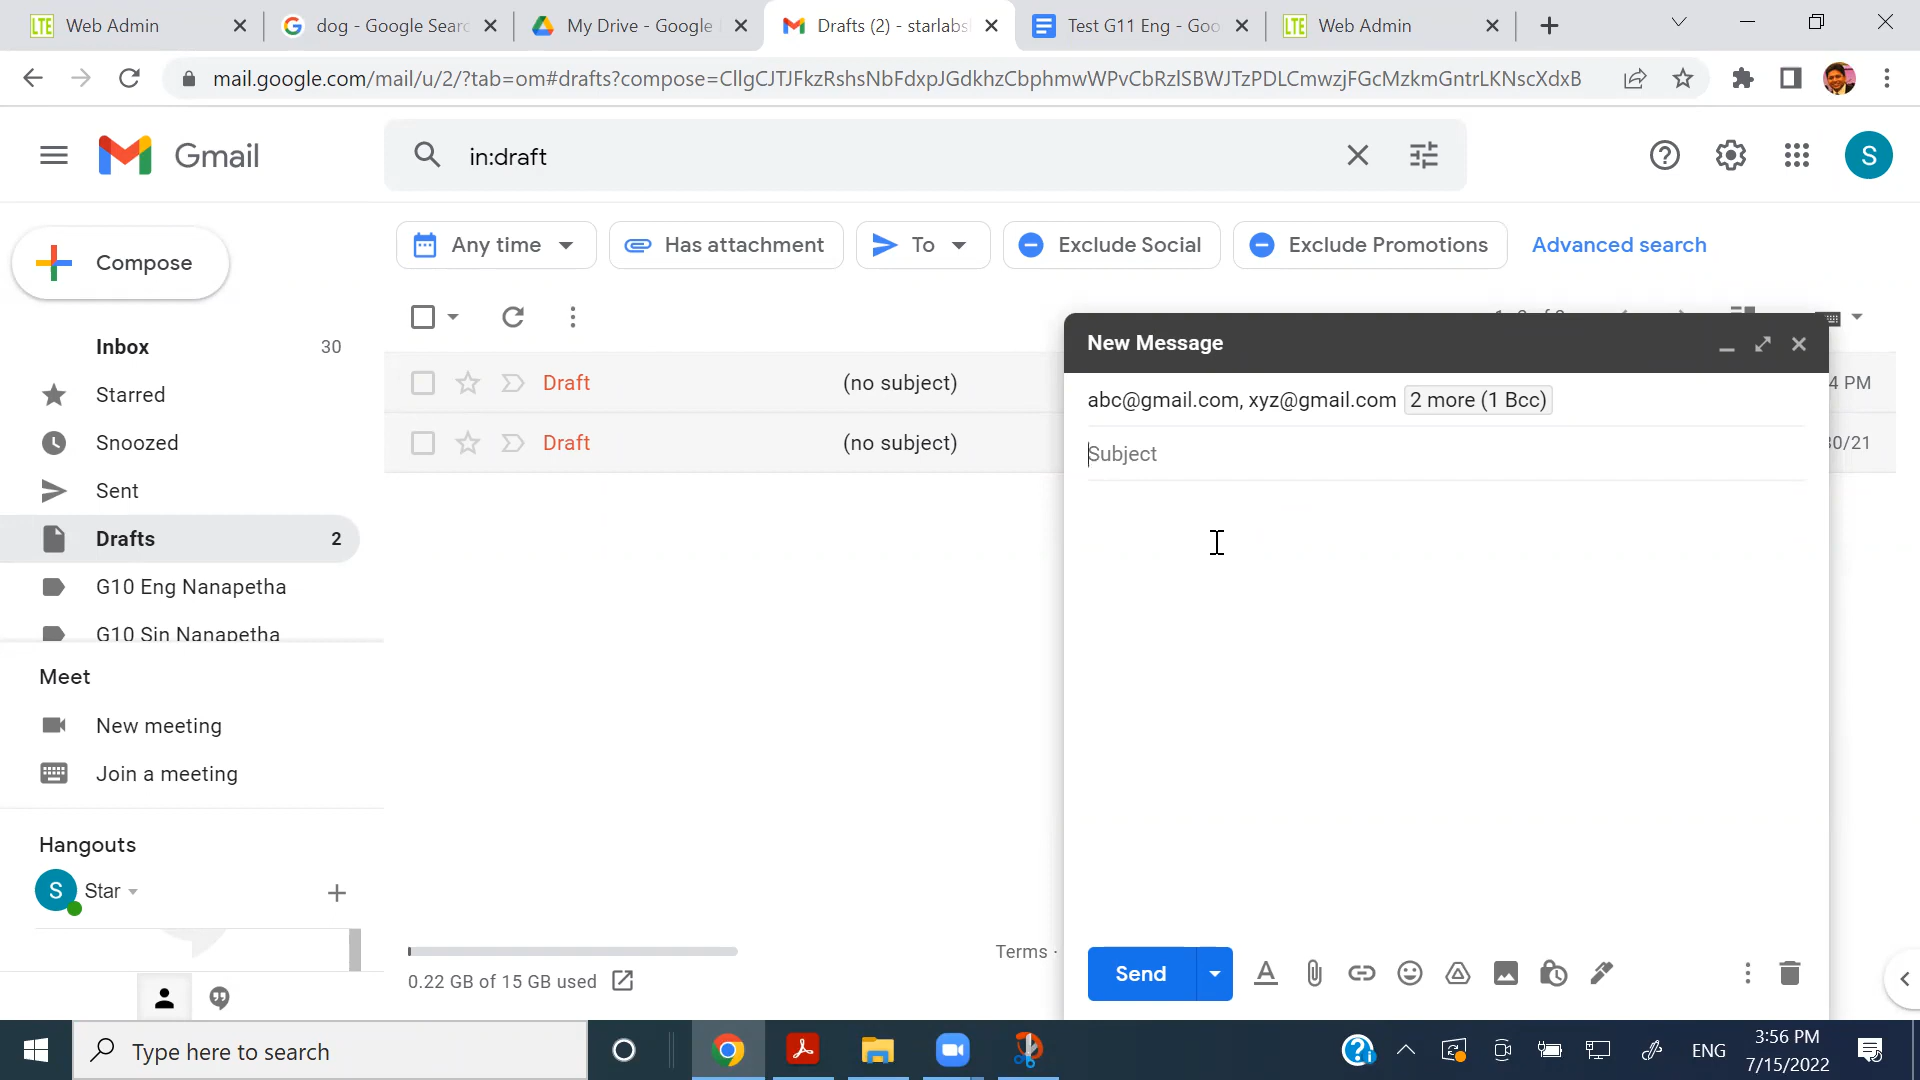 Web Admin
dog - Google Searc
My Drive - Google
Drafts (2) - starlabs
Test G11 Eng - Goo
Web Admin
mail.google.com/mail/u/2/?tab=om#drafts?compose=CllgCJTJFkzRshsNbFdxpJGdkhzCbphmwWPvCbRzlSBWJTzPDLCmwzjFGcMzkmGntrLKNscXdxB
Gmail
in:draft
S
Compose
Any time
Has attachment
To
Exclude Social
Exclude Promotions
Advanced search
Inbox 30
Starred
Snoozed
Sent
Drafts 2
G10 Eng Nanapetha
G10 Sin Nanapetha
Draft (no subject) 4 PM
Draft (no subject) 30/21
New Message
abc@gmail.com, xyz@gmail.com 2 more (1 Bcc)
Subject
Meet
New meeting
Join a meeting
Hangouts
S Star
0.22 GB of 15 GB used
Terms ·
Send
Type here to search
ENG
3:56 PM
7/15/2022